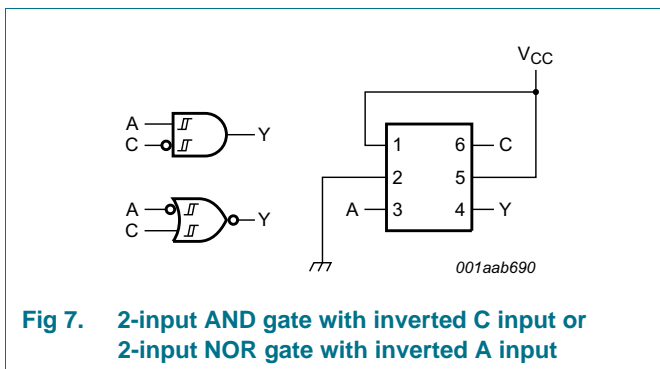 VCC
A
C
Y
A
C
Y
1
6
C
2
5
A
3
4
Y
001aab690
Fig 7. 2-input AND gate with inverted C input or
2-input NOR gate with inverted A input